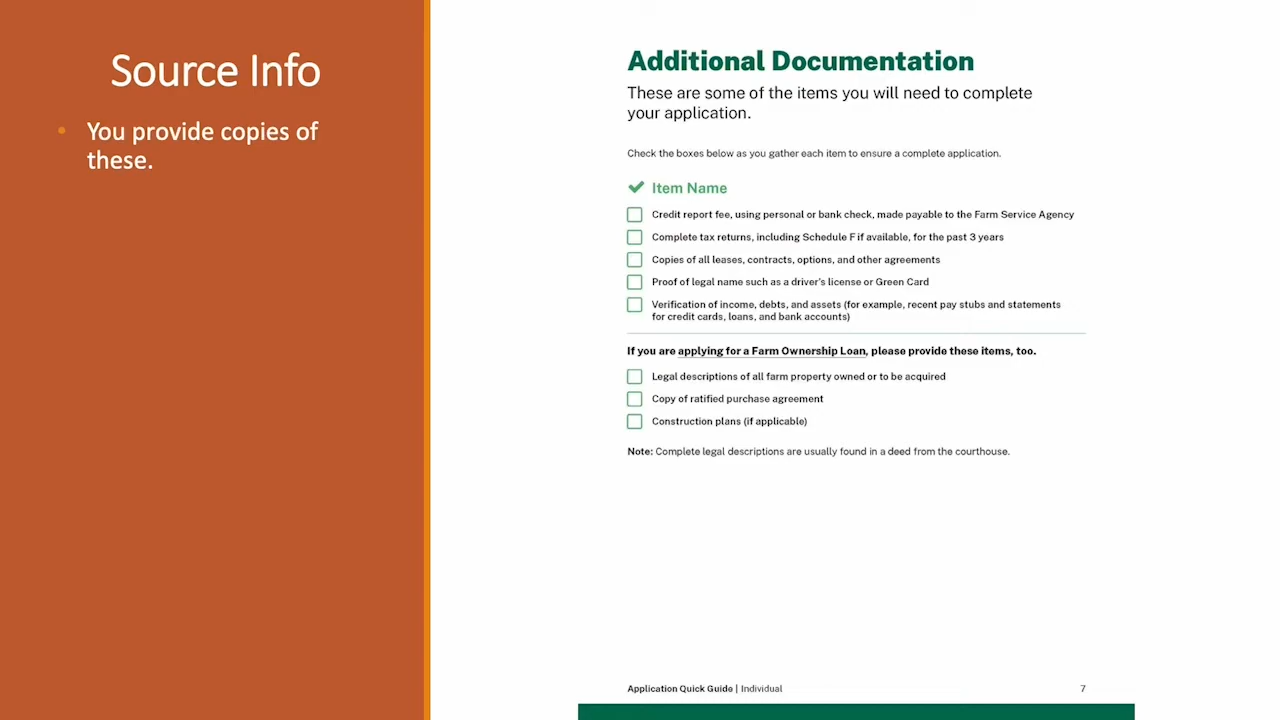 Source Info
• You provide copies of
these.
Additional Documentation
These are some of the items you will need to complete
your application.
Check the boxes below as you gather each item to ensure a complete application.
Item Name
Credit report fee, using personal or bank check, made payable to the Farm Service Agency
Complete tax returns, including Schedule F if available, for the past 3 years
Copies of all leases, contracts, options, and other agreements
Proof of legal name such as a driver's license or Green Card
Verification of income, debts, and assets (for example, recent pay stubs and statements
for credit cards, loans, and bank accounts)
If you are applying for a Farm Ownership Loan, please provide these items, too.
Legal descriptions of all farm property owned or to be acquired
Copy of ratified purchase agreement
Construction plans (if applicable)
Note: Complete legal descriptions are usually found in a deed from the courthouse.
Application Quick Guide | Individual 7